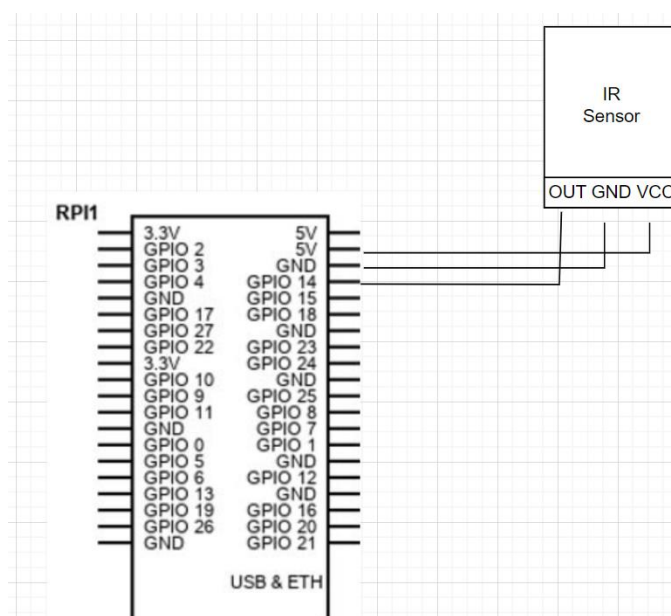 IR
Sensor
OUT GND VCC
RPI1
3.3V 5V
GPIO 2 5V
GPIO 3 GND
GPIO 4 GPIO 14
GND GPIO 15
GPIO 17 GPIO 18
GPIO 27 GND
GPIO 22 GPIO 23
3.3V GPIO 24
GPIO 10 GND
GPIO 9 GPIO 25
GPIO 11 GPIO 8
GND GPIO 7
GPIO 0 GPIO 1
GPIO 5 GND
GPIO 6 GPIO 12
GPIO 13 GND
GPIO 19 GPIO 16
GPIO 26 GPIO 20
GND GPIO 21
USB & ETH